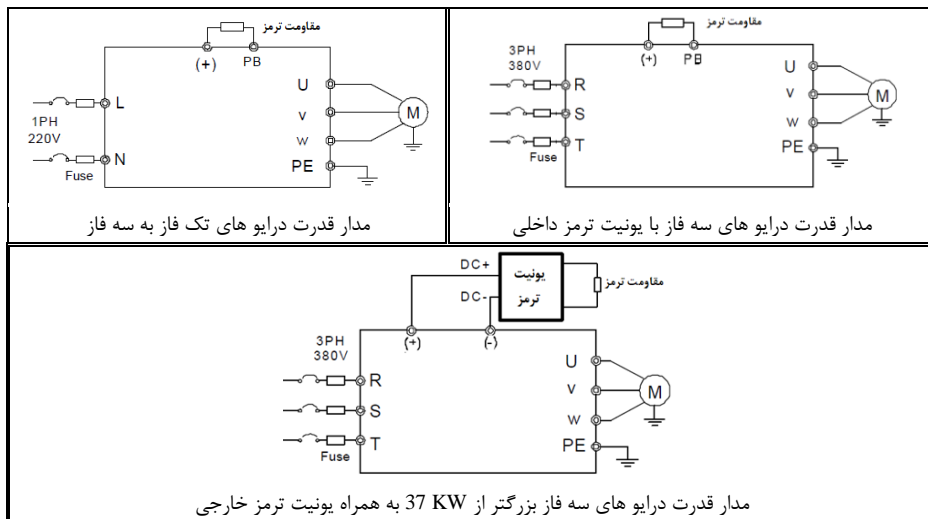 مقاومت ترمز
(+) PB
L
1PH
220V
N
Fuse
U
V
W
PE
M
مدار قدرت درایو های تک فاز به سه فاز
مقاومت ترمز
(+) PB
3PH
380V
R
S
T
Fuse
U
V
W
PE
M
مدار قدرت درایو های سه فاز با یونیت ترمز داخلی
DC+
DC-
یونیت
ترمز
مقاومت ترمز
(+) (-)
3PH
380V
R
S
T
Fuse
U
V
W
PE
M
مدار قدرت درایو های سه فاز بزرگتر از 37 KW به همراه یونیت ترمز خارجی